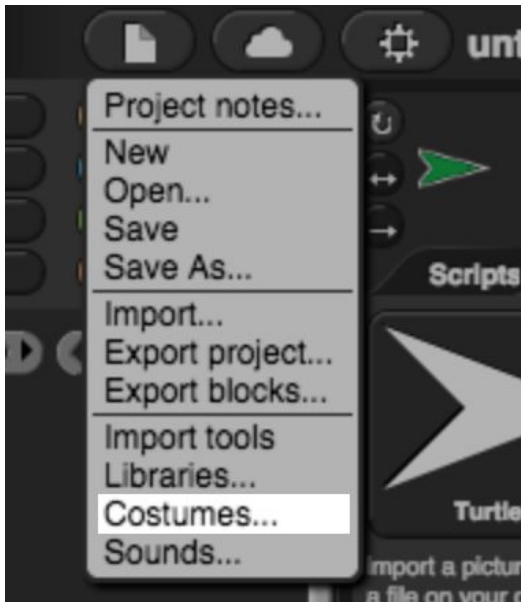 unt
Project notes...
New
Open...
Save
Save As...
Scripts
Import...
Export project...
Export blocks...
Import tools
Libraries...
Costumes...
Turtle
Sounds...
import a pictur
a file on your